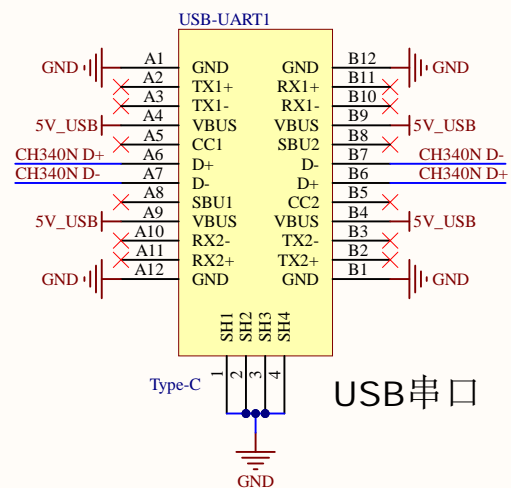 USB-UART1
GND A1 GND GND B12 GND
A2 TX1+ RX1+ B11
A3 TX1- RX1- B10
5V_USB A4 VBUS VBUS B9 5V_USB
A5 CC1 SBU2 B8
CH340N D+ A6 D+ D- B7 CH340N D-
CH340N D- A7 D- D+ B6 CH340N D+
A8 SBU1 CC2 B5
5V_USB A9 VBUS VBUS B4 5V_USB
A10 RX2- TX2- B3
A11 RX2+ TX2+ B2
GND A12 GND GND B1 GND
SH1 SH2 SH3 SH4
1 2 3 4
Type-C
USB串口
GND